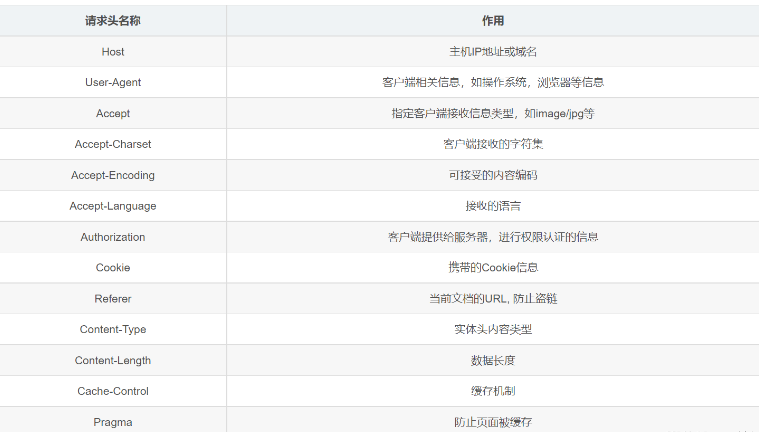 请求头名称 作用
Host 主机IP地址或域名
User-Agent 客户端相关信息，如操作系统，浏览器等信息
Accept 指定客户端接收信息类型，如image/jpg等
Accept-Charset 客户端接收的字符集
Accept-Encoding 可接受的内容编码
Accept-Language 接收的语言
Authorization 客户端提供给服务器，进行权限认证的信息
Cookie 携带的Cookie信息
Referer 当前文档的URL, 防止盗链
Content-Type 实体头内容类型
Content-Length 数据长度
Cache-Control 缓存机制
Pragma 防止页面被缓存